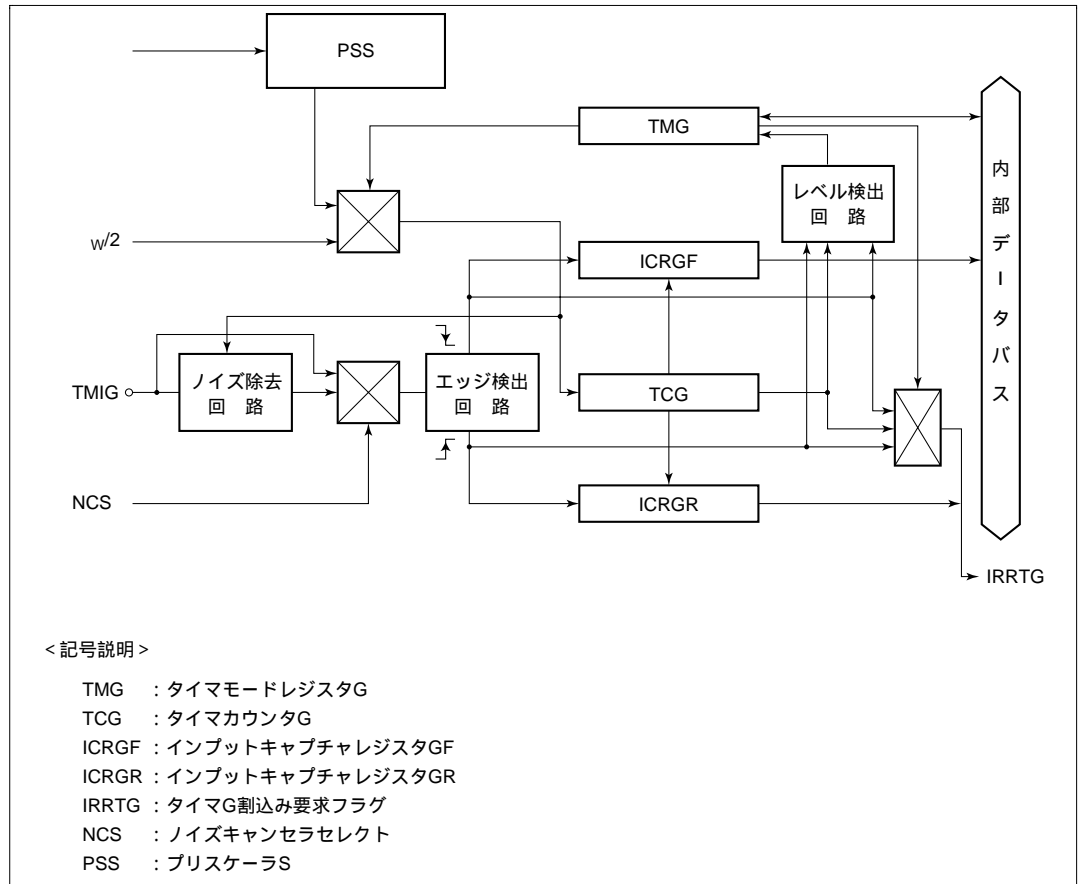 PSS
TMG
レベル検出
回 路
内部データバス
W/2
ICRGF
TMIG
ノイズ除去
回 路
エッジ検出
回 路
TCG
NCS
ICRGR
IRRTG
<記号説明>
TMG :タイマモードレジスタG
TCG :タイマカウンタG
ICRGF :インプットキャプチャレジスタGF
ICRGR :インプットキャプチャレジスタGR
IRRTG :タイマG割込み要求フラグ
NCS :ノイズキャンセラセレクト
PSS :プリスケーラS